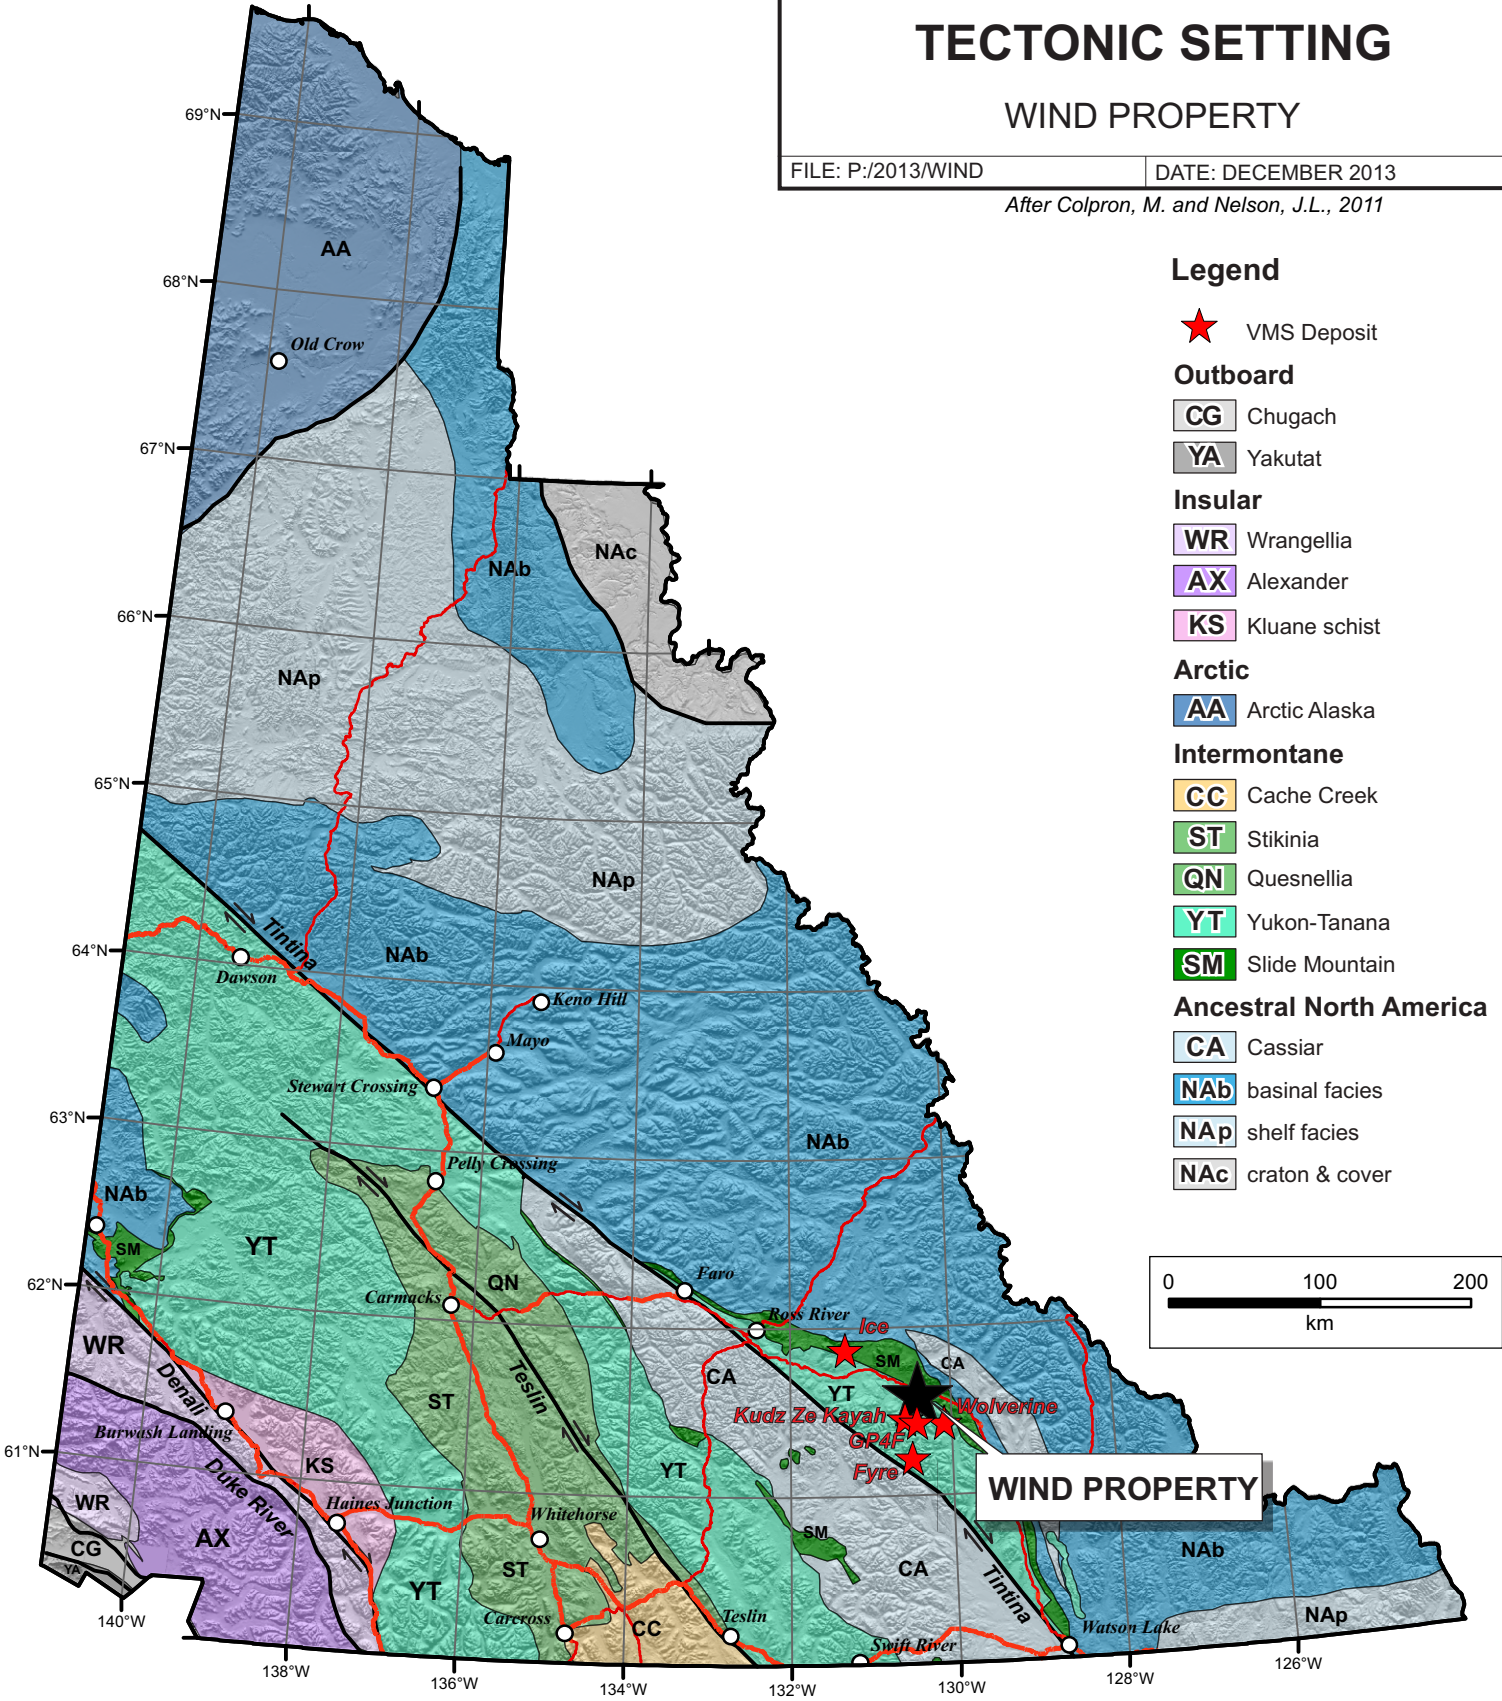 TECTONIC SETTING
WIND PROPERTY
FILE: P:/2013/WIND
DATE: DECEMBER 2013
After Colpron, M. and Nelson, J.L., 2011
Legend
VMS Deposit
Outboard
CG Chugach
YA Yakutat
Insular
WR Wrangellia
AX Alexander
KS Kluane schist
Arctic
AA Arctic Alaska
Intermontane
CC Cache Creek
ST Stikinia
QN Quesnellia
YT Yukon-Tanana
SM Slide Mountain
Ancestral North America
CA Cassiar
NAb basinal facies
NAp shelf facies
NAc craton & cover
0 100 200
km
69°N
68°N
67°N
66°N
65°N
64°N
63°N
62°N
61°N
140°W
138°W
136°W
134°W
132°W
130°W
128°W
126°W
AA
Old Crow
NAc
NAb
NAp
NAp
Tintina
NAb
Dawson
Keno Hill
Mayo
Stewart Crossing
NAb
Pelly Crossing
NAb
YT
SM
QN
Faro
Carmacks
Ross River
Ice
WR
SM
CA
CA
Denali
Teslin
YT
ST
Kudz Ze Kayah
Wolverine
Burwash Landing
GP4F
Fyre
KS
Duke River
YT
WIND PROPERTY
WR
Haines Junction
Whitehorse
AX
SM
CG
YA
NAb
ST
CA
YT
Tintina
Carcross
Teslin
CC
NAp
Watson Lake
Swift River